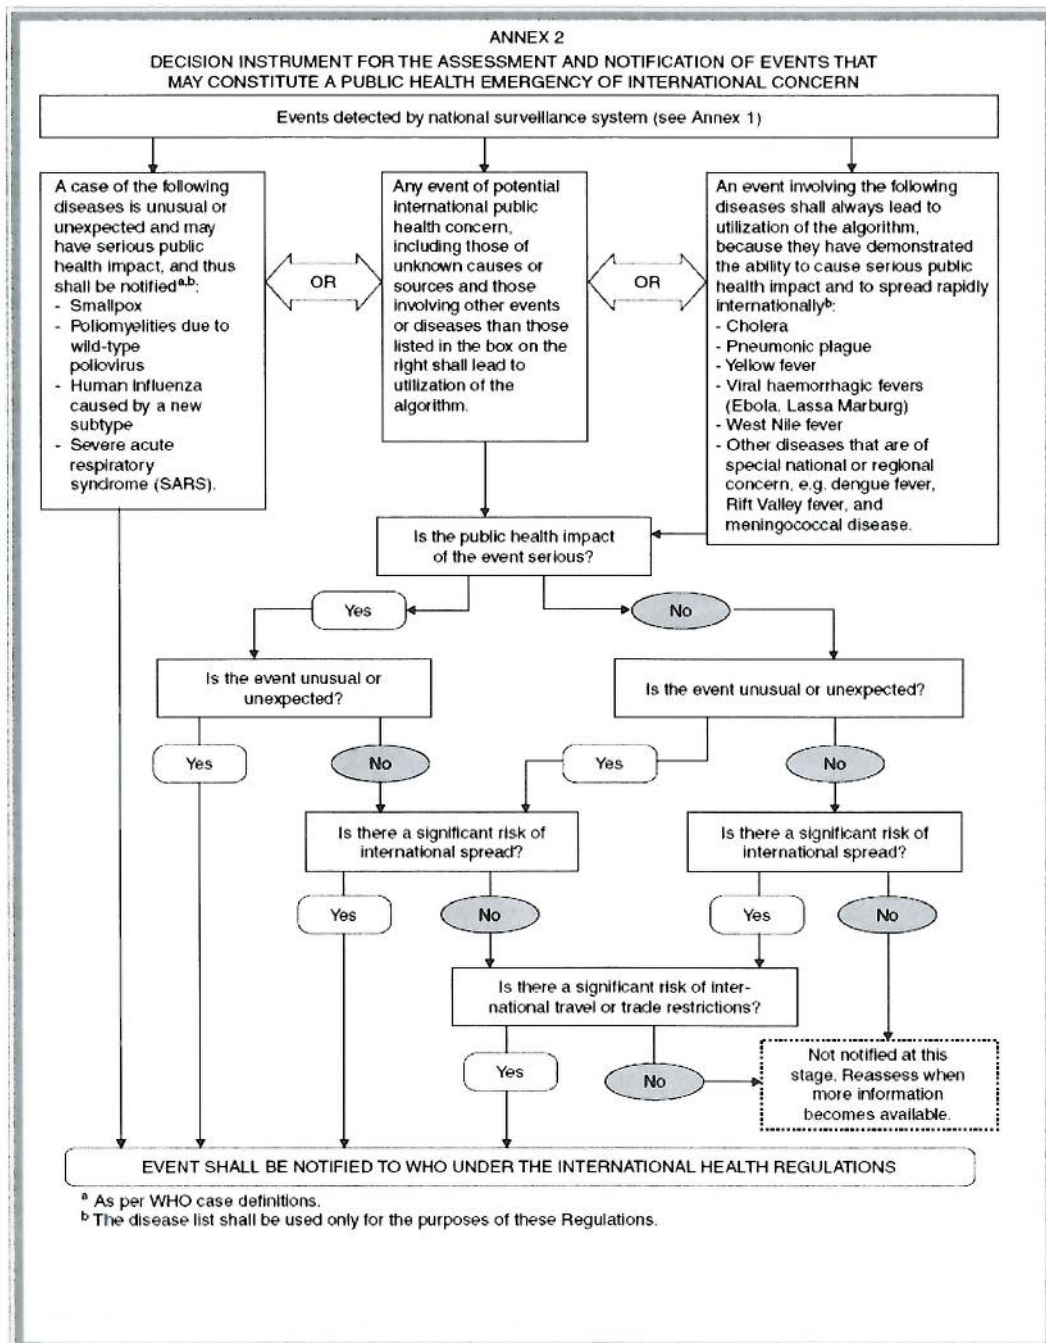 ANNEX 2
DECISION INSTRUMENT FOR THE ASSESSMENT AND NOTIFICATION OF EVENTS THAT
MAY CONSTITUTE A PUBLIC HEALTH EMERGENCY OF INTERNATIONAL CONCERN
Events detected by national surveillance system (see Annex 1)
A case of the following
diseases is unusual or
unexpected and may
have serious public
health impact, and thus
shall be notified^a,b:
- Smallpox
- Poliomyelities due to
wild-type
poliovirus
- Human influenza
caused by a new
subtype
- Severe acute
respiratory
syndrome (SARS).
OR
Any event of potential
international public
health concern,
including those of
unknown causes or
sources and those
involving other events
or diseases than those
listed in the box on the
right shall lead to
utilization of the
algorithm.
OR
An event involving the following
diseases shall always lead to
utilization of the algorithm,
because they have demonstrated
the ability to cause serious public
health impact and to spread rapidly
internationally^b:
- Cholera
- Pneumonic plague
- Yellow fever
- Viral haemorrhagic fevers
(Ebola, Lassa Marburg)
- West Nile fever
- Other diseases that are of
special national or regional
concern, e.g. dengue fever,
Rift Valley fever, and
meningococcal disease.
Is the public health impact
of the event serious?
Yes
No
Is the event unusual or
unexpected?
Is the event unusual or unexpected?
Yes
No
Yes
No
Is there a significant risk of
international spread?
Is there a significant risk of
international spread?
Yes
No
Yes
No
Is there a significant risk of inter-
national travel or trade restrictions?
Yes
No
Not notified at this
stage. Reassess when
more information
becomes available.
EVENT SHALL BE NOTIFIED TO WHO UNDER THE INTERNATIONAL HEALTH REGULATIONS
^a As per WHO case definitions.
^b The disease list shall be used only for the purposes of these Regulations.